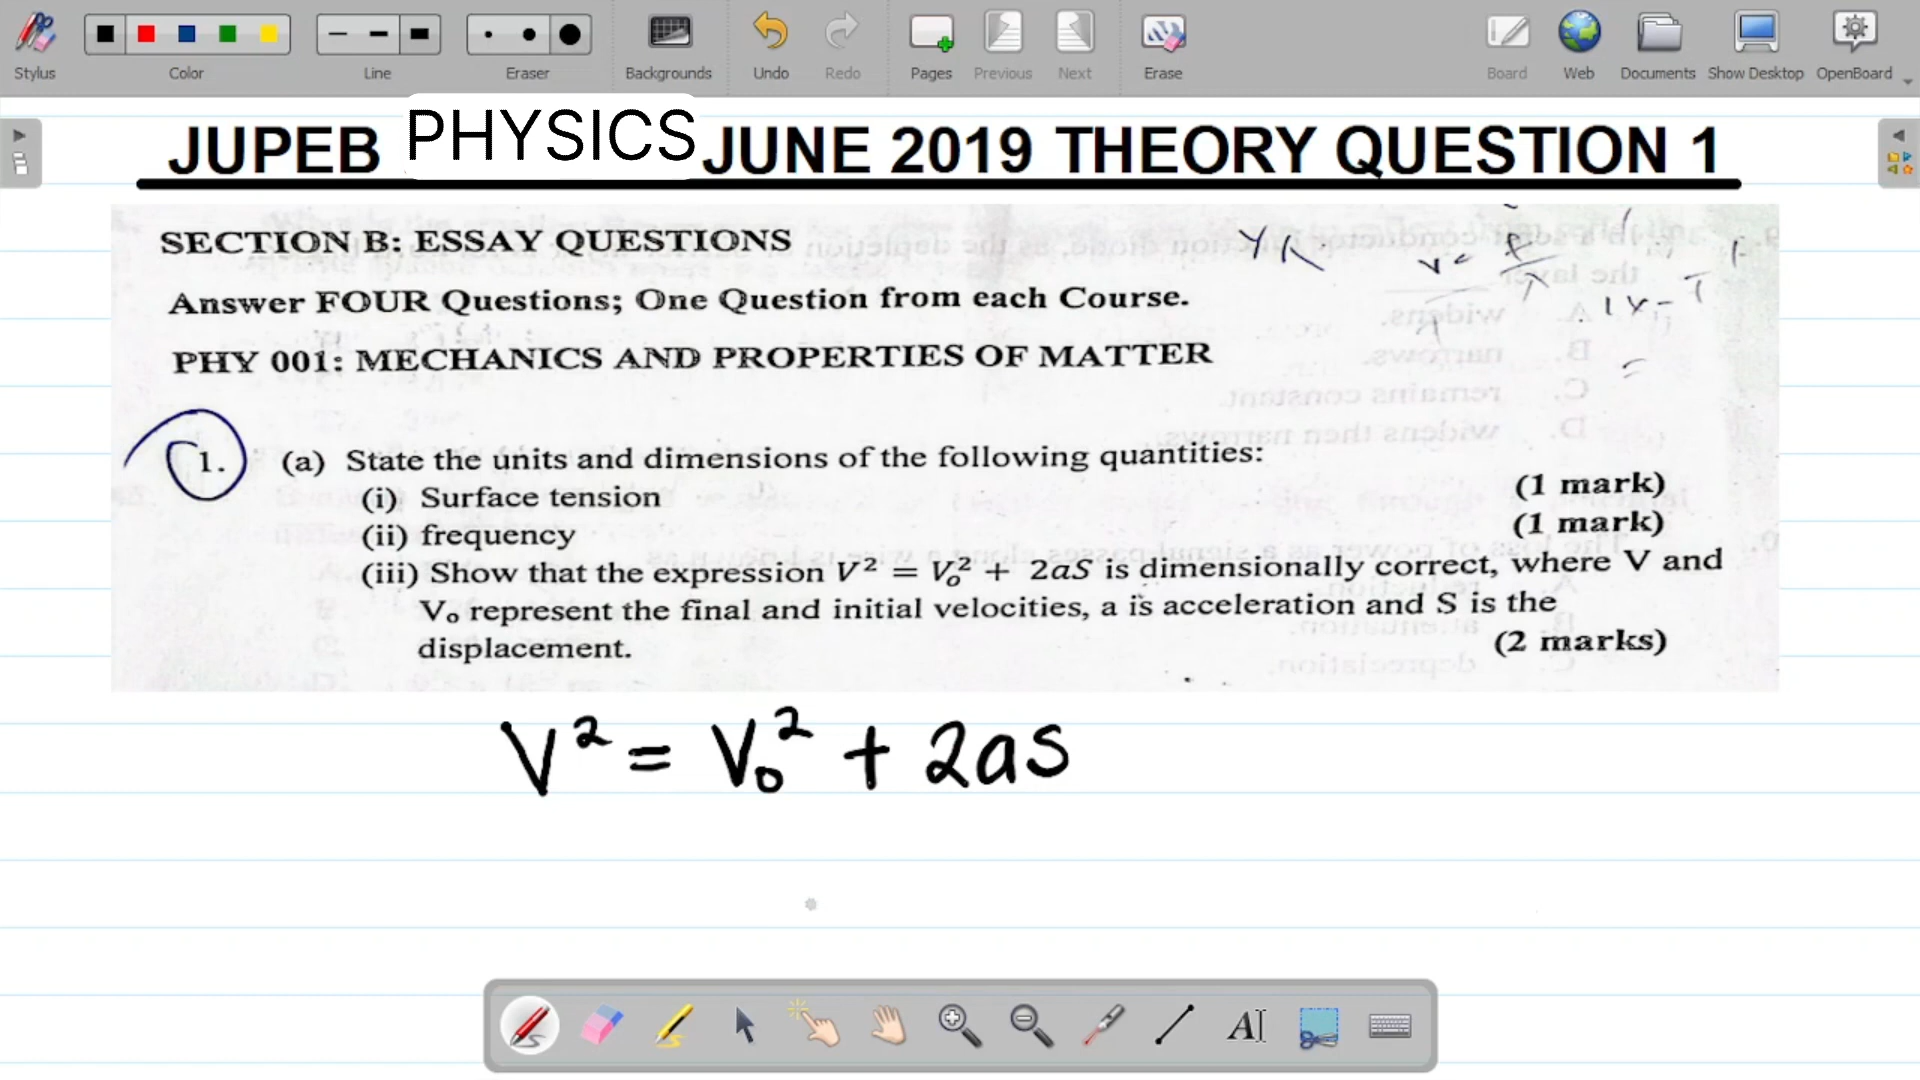 Stylus Color Line Eraser Backgrounds Undo Redo Pages Previous Next Erase Board Web Documents Show Desktop OpenBoard
JUPEB PHYSICS JUNE 2019 THEORY QUESTION 1
SECTION B: ESSAY QUESTIONS
Answer FOUR Questions; One Question from each Course.
PHY 001: MECHANICS AND PROPERTIES OF MATTER
1. (a) State the units and dimensions of the following quantities:
(i) Surface tension (1 mark)
(ii) frequency (1 mark)
(iii) Show that the expression V² = V₀² + 2aS is dimensionally correct, where V and
V₀ represent the final and initial velocities, a is acceleration and S is the
displacement. (2 marks)
V² = V₀² + 2aS